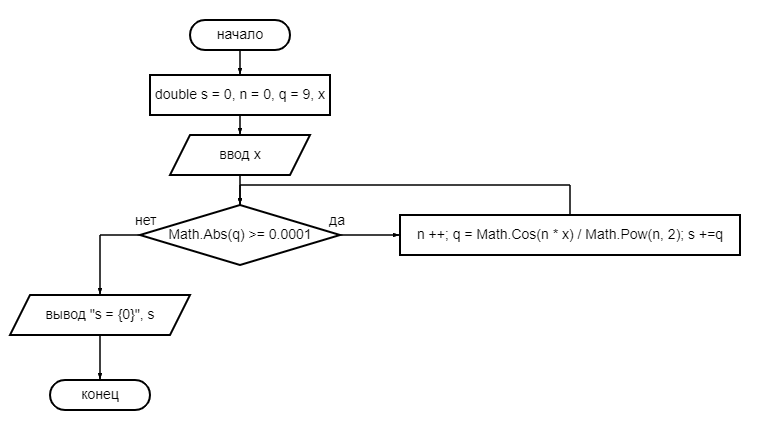 начало
double s = 0, n = 0, q = 9, x
ввод x
нет
да
Math.Abs(q) >= 0.0001
n ++; q = Math.Cos(n * x) / Math.Pow(n, 2); s +=q
вывод "s = {0}", s
конец